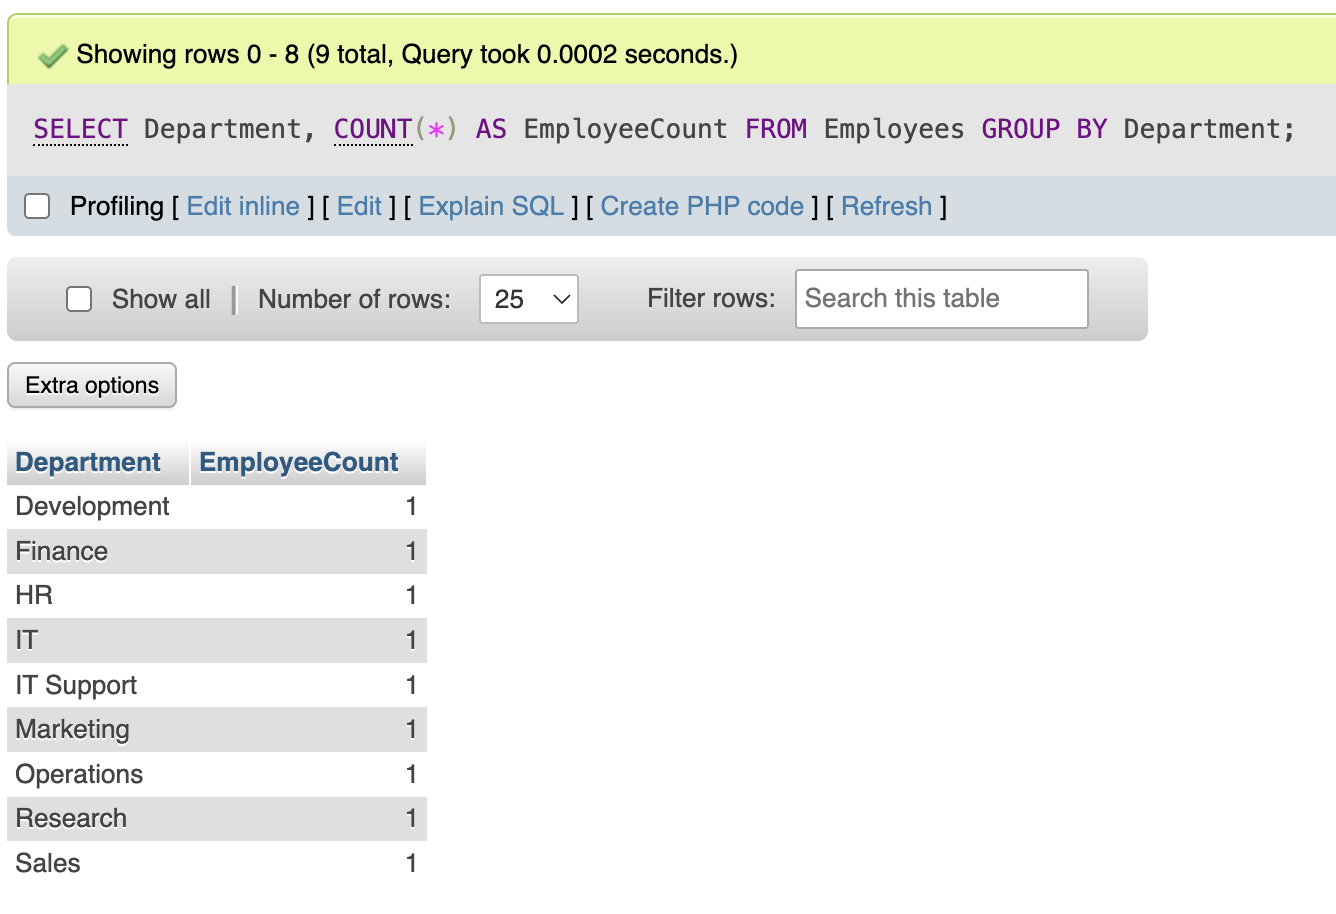 Showing rows 0 - 8 (9 total, Query took 0.0002 seconds.)
SELECT Department, COUNT(*) AS EmployeeCount FROM Employees GROUP BY Department;
Profiling [ Edit inline ] [ Edit ] [ Explain SQL ] [ Create PHP code ] [ Refresh ]
Show all | Number of rows: 25 Filter rows: Search this table
Extra options
Department EmployeeCount
Development 1
Finance 1
HR 1
IT 1
IT Support 1
Marketing 1
Operations 1
Research 1
Sales 1